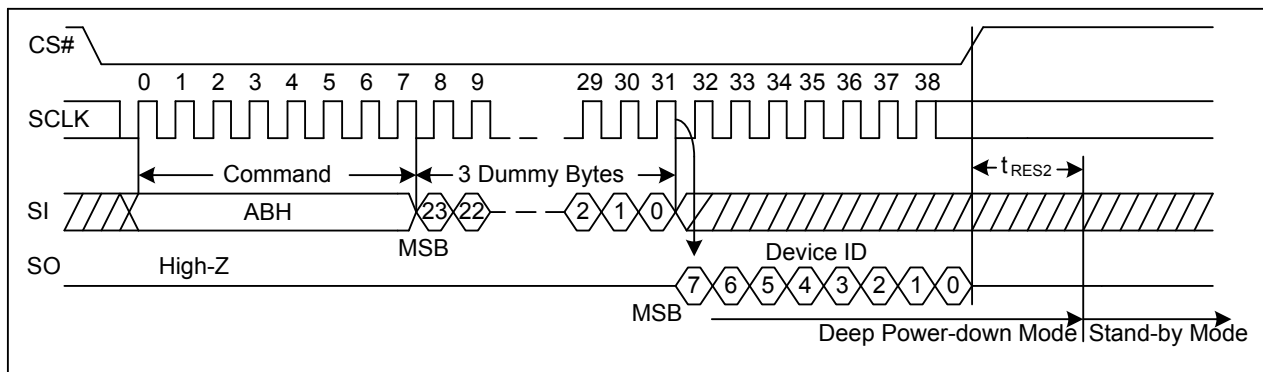 CS#
0 1 2 3 4 5 6 7 8 9 29 30 31 32 33 34 35 36 37 38
SCLK
Command 3 Dummy Bytes tRES2
SI ABH 23 22 2 1 0
MSB
SO High-Z Device ID
7 6 5 4 3 2 1 0
MSB
Deep Power-down Mode Stand-by Mode